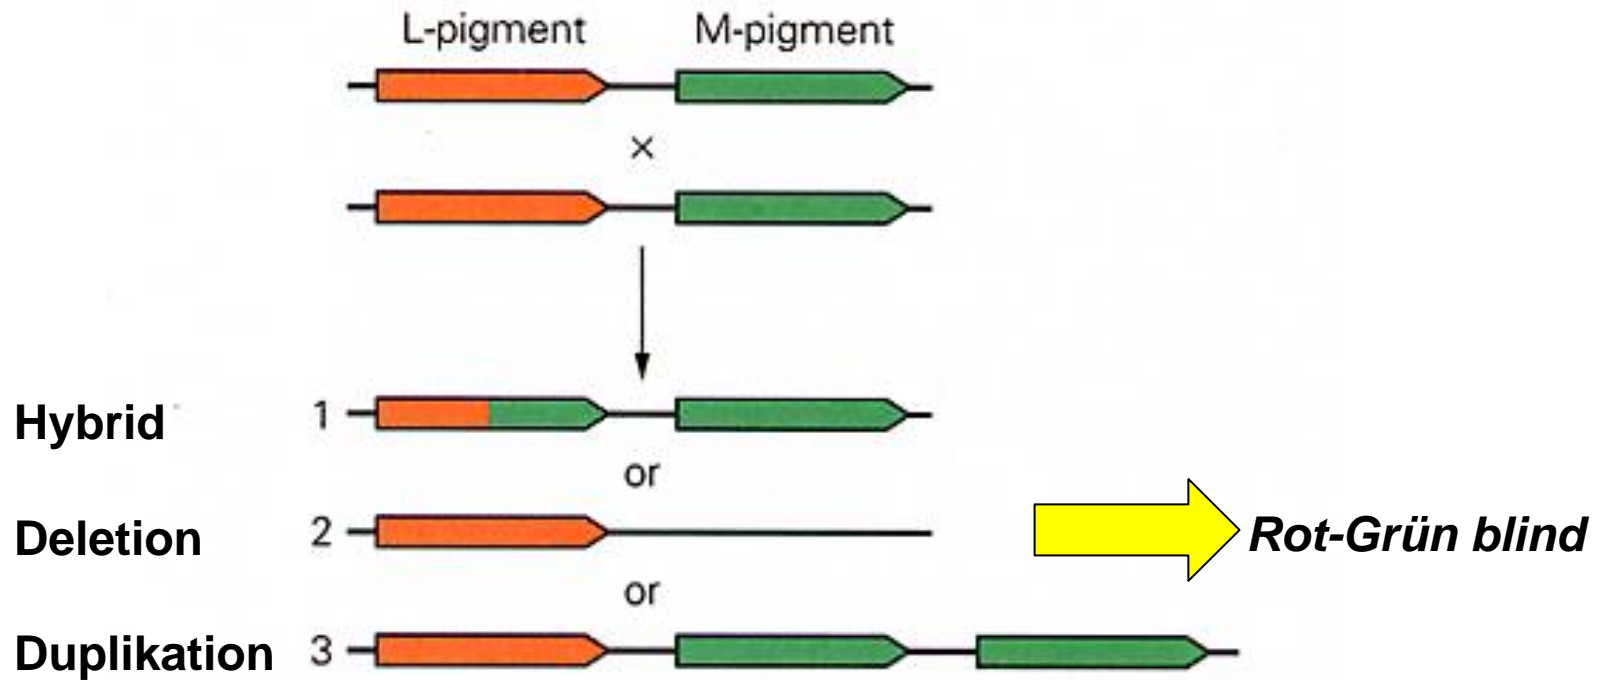 L-pigment M-pigment
×
Hybrid 1
or
Deletion 2 Rot-Grün blind
or
Duplikation 3